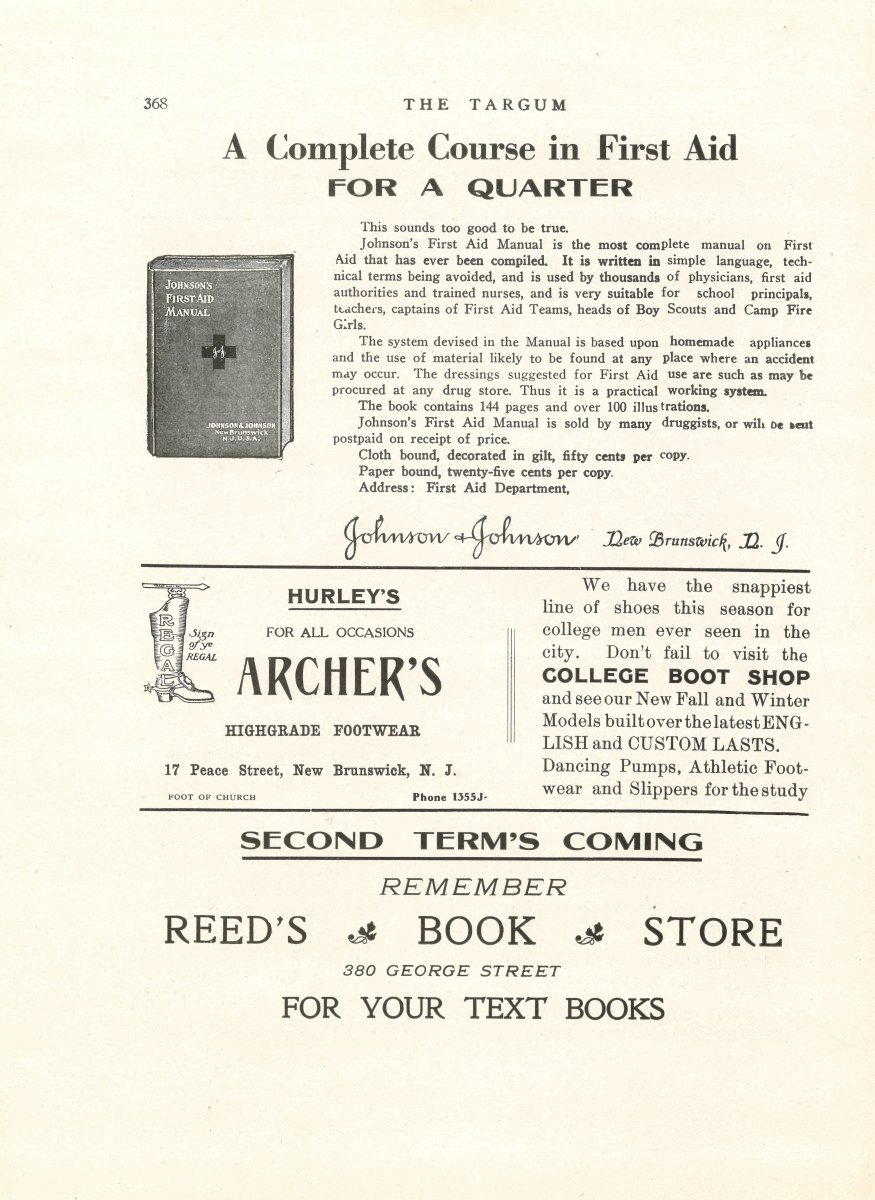 368
THE TARGUM
A Complete Course in First Aid
FOR A QUARTER
JOHNSON'S
FIRST AID
MANUAL
JOHNSON & JOHNSON
New Brunswick
N.J. U.S.A.
This sounds too good to be true.
Johnson's First Aid Manual is the most complete manual on First
Aid that has ever been compiled. It is written in simple language, tech-
nical terms being avoided, and is used by thousands of physicians, first aid
authorities and trained nurses, and is very suitable for school principals,
teachers, captains of First Aid Teams, heads of Boy Scouts and Camp Fire
Girls.
The system devised in the Manual is based upon homemade appliances
and the use of material likely to be found at any place where an accident
may occur. The dressings suggested for First Aid use are such as may be
procured at any drug store. Thus it is a practical working system.
The book contains 144 pages and over 100 illustrations.
Johnson's First Aid Manual is sold by many druggists, or will be sent
postpaid on receipt of price.
Cloth bound, decorated in gilt, fifty cents per copy.
Paper bound, twenty-five cents per copy.
Address: First Aid Department,
Johnson & Johnson New Brunswick, N. J.
REGAL
Sign
of ye
REGAL
HURLEY'S
FOR ALL OCCASIONS
ARCHER'S
HIGHGRADE FOOTWEAR
17 Peace Street, New Brunswick, N. J.
FOOT OF CHURCH
Phone 1355J-
We have the snappiest
line of shoes this season for
college men ever seen in the
city. Don't fail to visit the
COLLEGE BOOT SHOP
and see our New Fall and Winter
Models built over the latest ENG-
LISH and CUSTOM LASTS.
Dancing Pumps, Athletic Foot-
wear and Slippers for the study
SECOND TERM'S COMING
REMEMBER
REED'S BOOK STORE
380 GEORGE STREET
FOR YOUR TEXT BOOKS